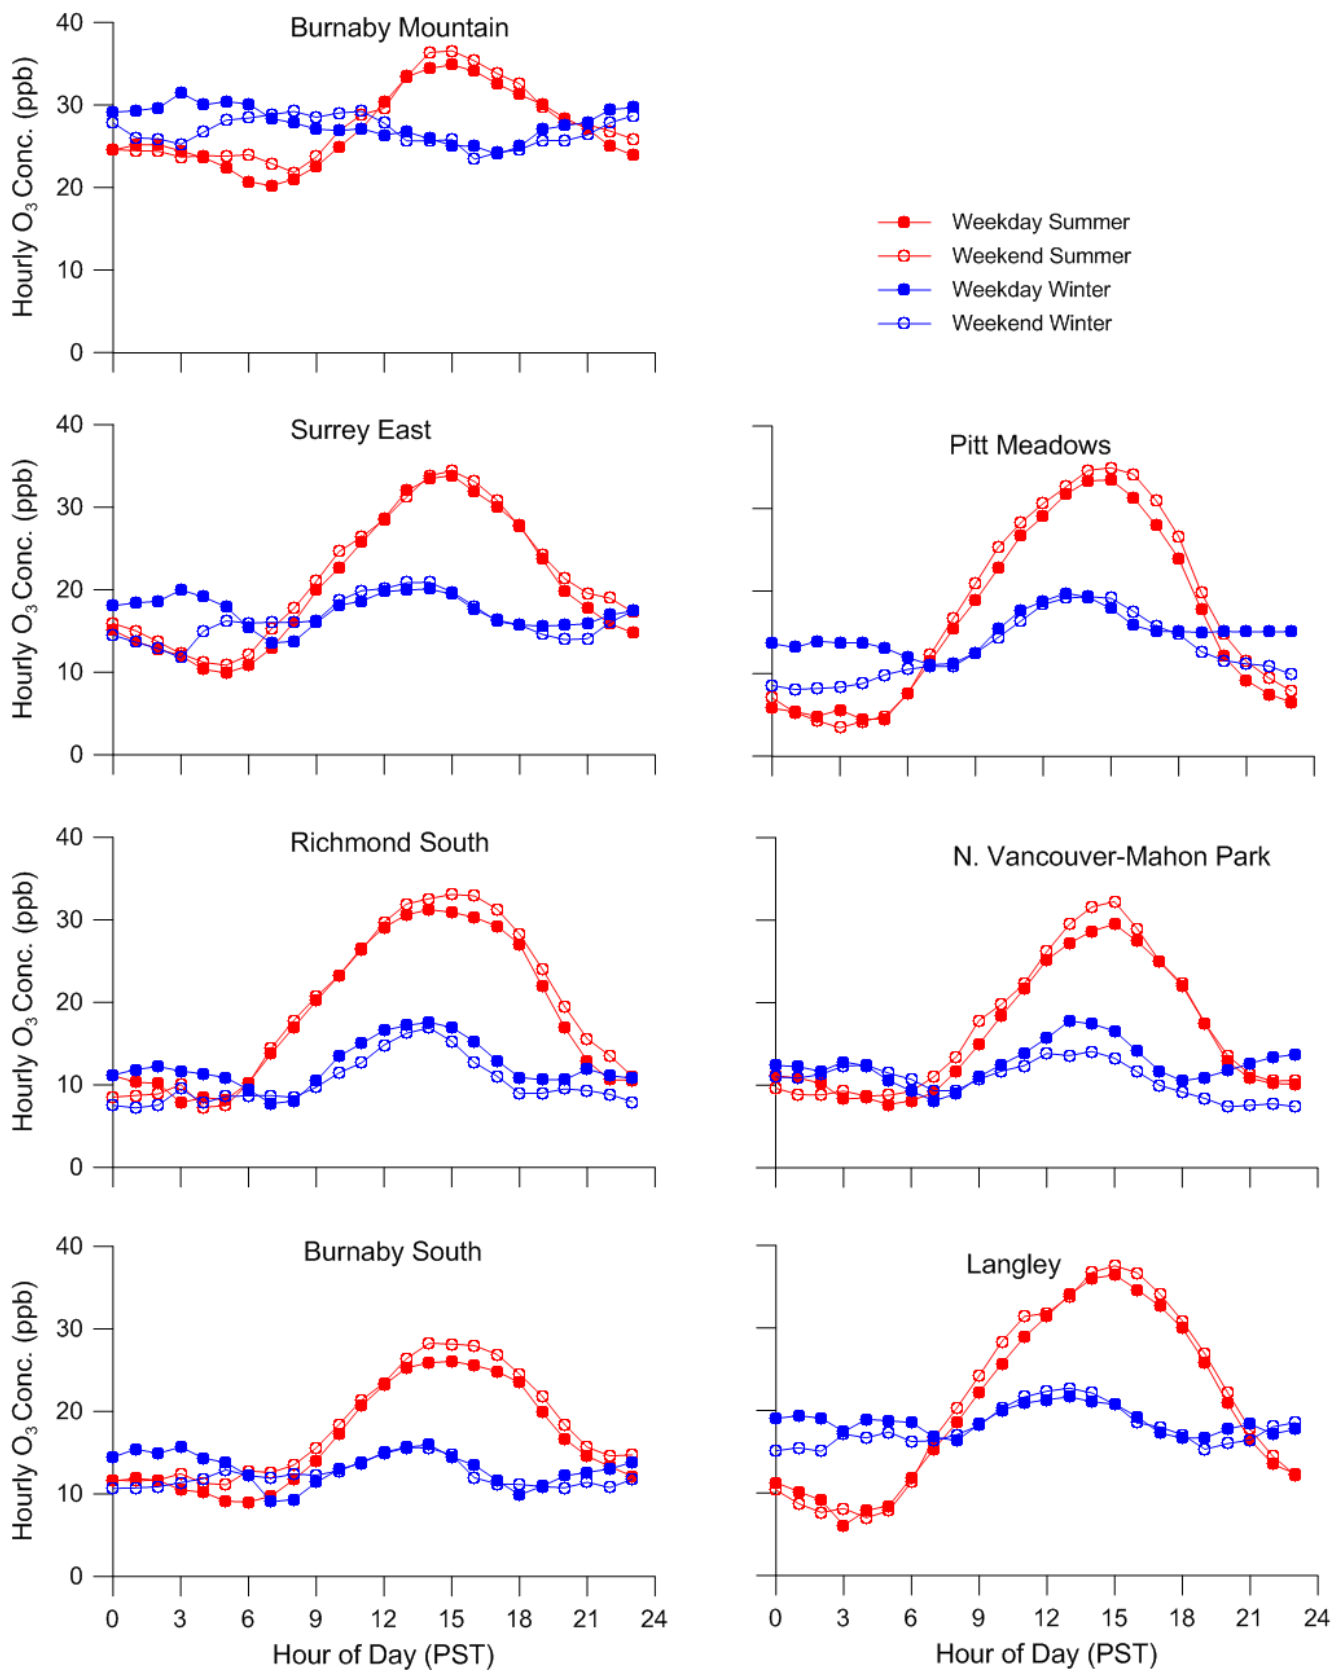 Burnaby Mountain
Hourly O3 Conc. (ppb)
40
30
20
10
0
Weekday Summer
Weekend Summer
Weekday Winter
Weekend Winter
Surrey East
Hourly O3 Conc. (ppb)
40
30
20
10
0
Pitt Meadows
Richmond South
Hourly O3 Conc. (ppb)
40
30
20
10
0
N. Vancouver-Mahon Park
Burnaby South
Hourly O3 Conc. (ppb)
40
30
20
10
0
0 3 6 9 12 15 18 21 24
Hour of Day (PST)
Langley
0 3 6 9 12 15 18 21 24
Hour of Day (PST)